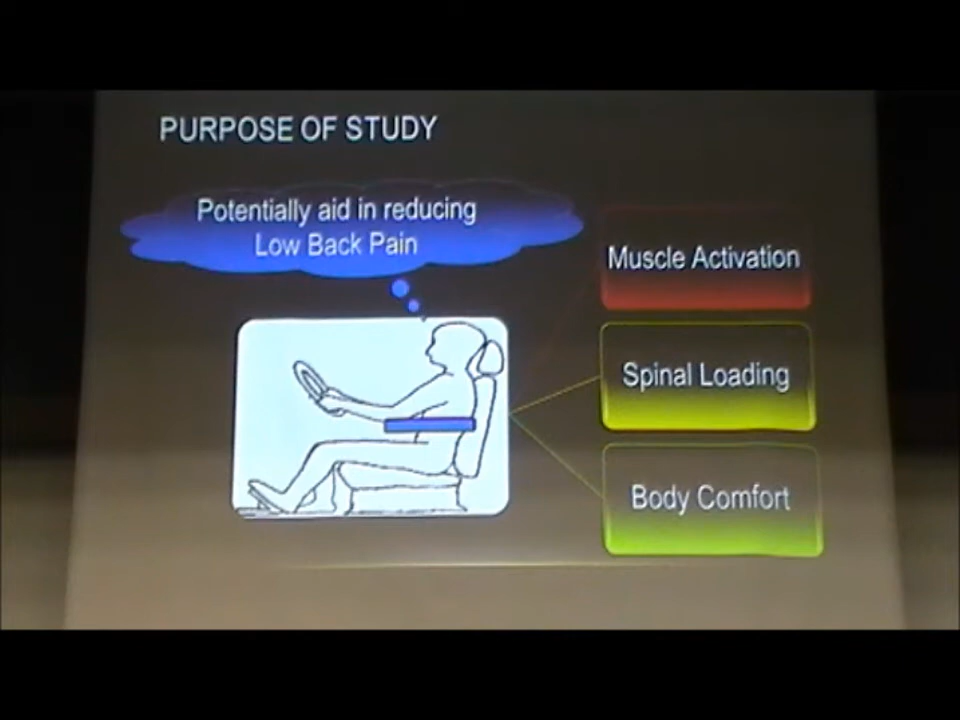 PURPOSE OF STUDY
Potentially aid in reducing
Low Back Pain
Muscle Activation
Spinal Loading
Body Comfort